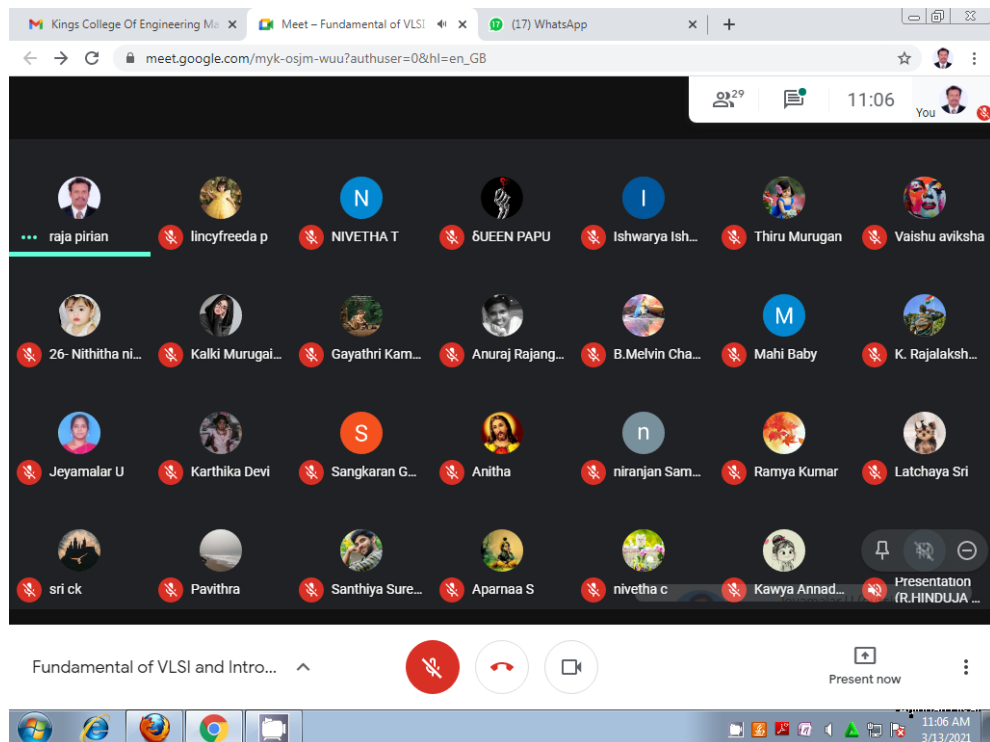 Kings College Of Engineering Ma
Meet – Fundamental of VLSI
(17) WhatsApp
meet.google.com/myk-osjm-wuu?authuser=0&hl=en_GB
29
11:06
You
raja pirian
lincyfreeda p
N
NIVETHA T
δUEEN PAPU
I
Ishwarya Ish...
Thiru Murugan
Vaishu aviksha
26- Nithitha ni...
Kalki Murugai...
Gayathri Kam...
Anuraj Rajang...
B.Melvin Cha...
M
Mahi Baby
K. Rajalaksh...
Jeyamalar U
Karthika Devi
S
Sangkaran G...
Anitha
n
niranjan Sam...
Ramya Kumar
Latchaya Sri
sri ck
Pavithra
Santhiya Sure...
Aparnaa S
nivetha c
Kawya Annad...
Presentation
(R.HINDUJA ...
Fundamental of VLSI and Intro...
Present now
11:06 AM
3/13/2021